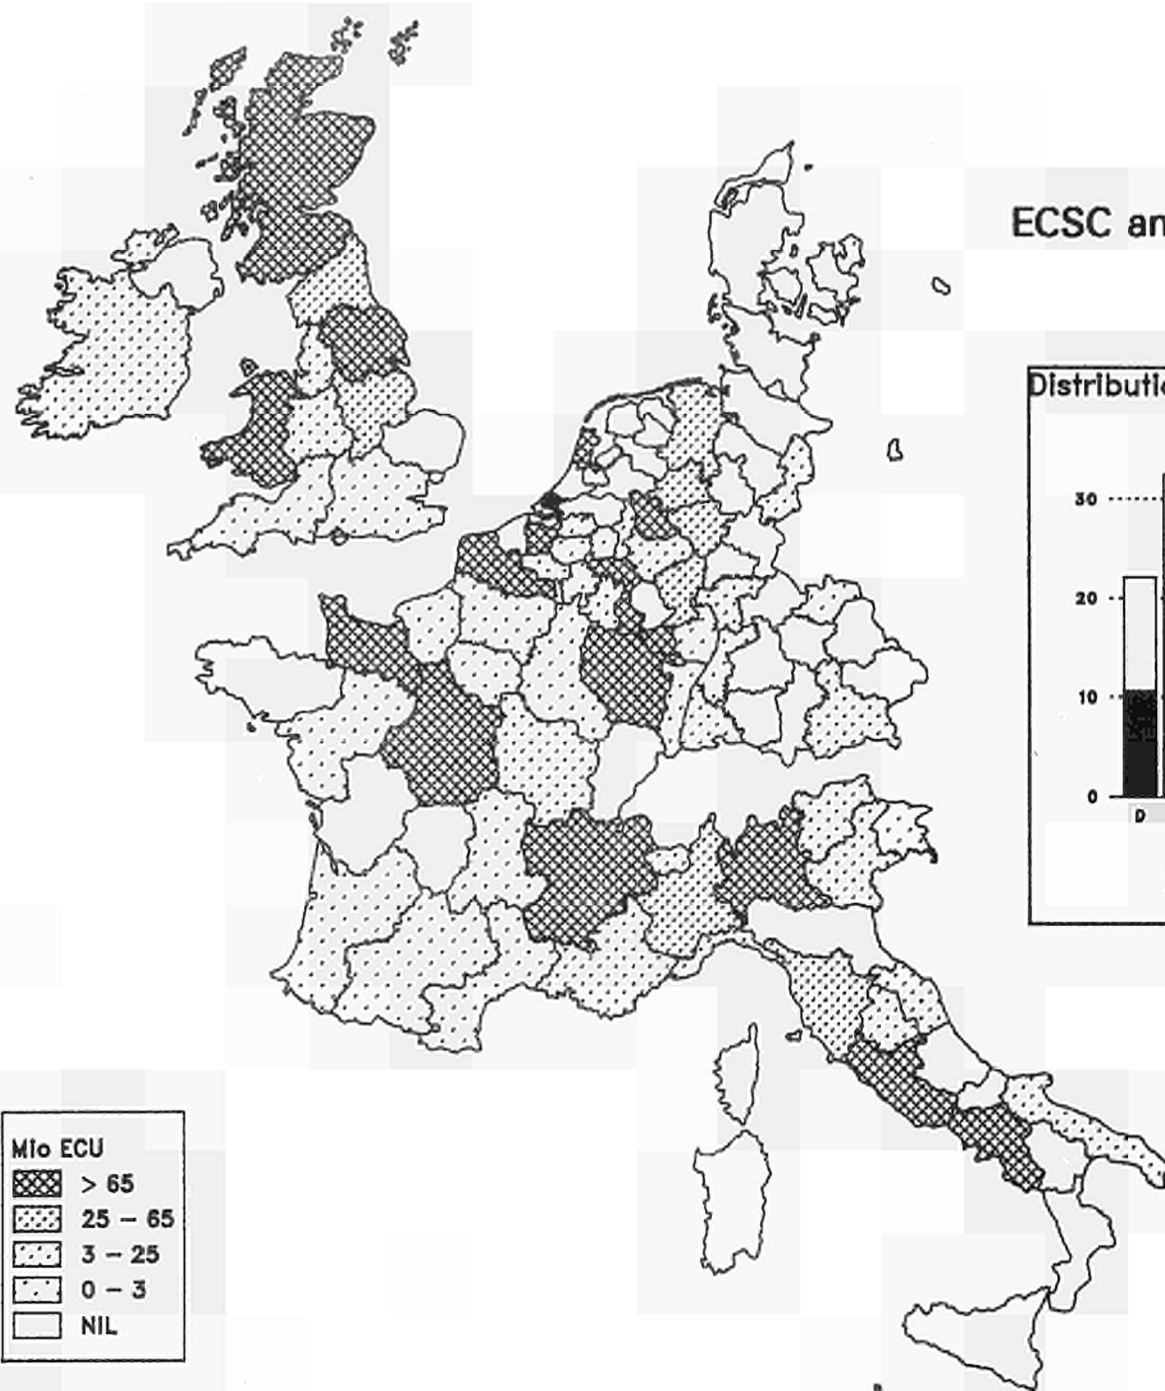 ECSC an
Distributi
30
20
10
0
D
Mio ECU
> 65
25 – 65
3 – 25
0 – 3
NIL